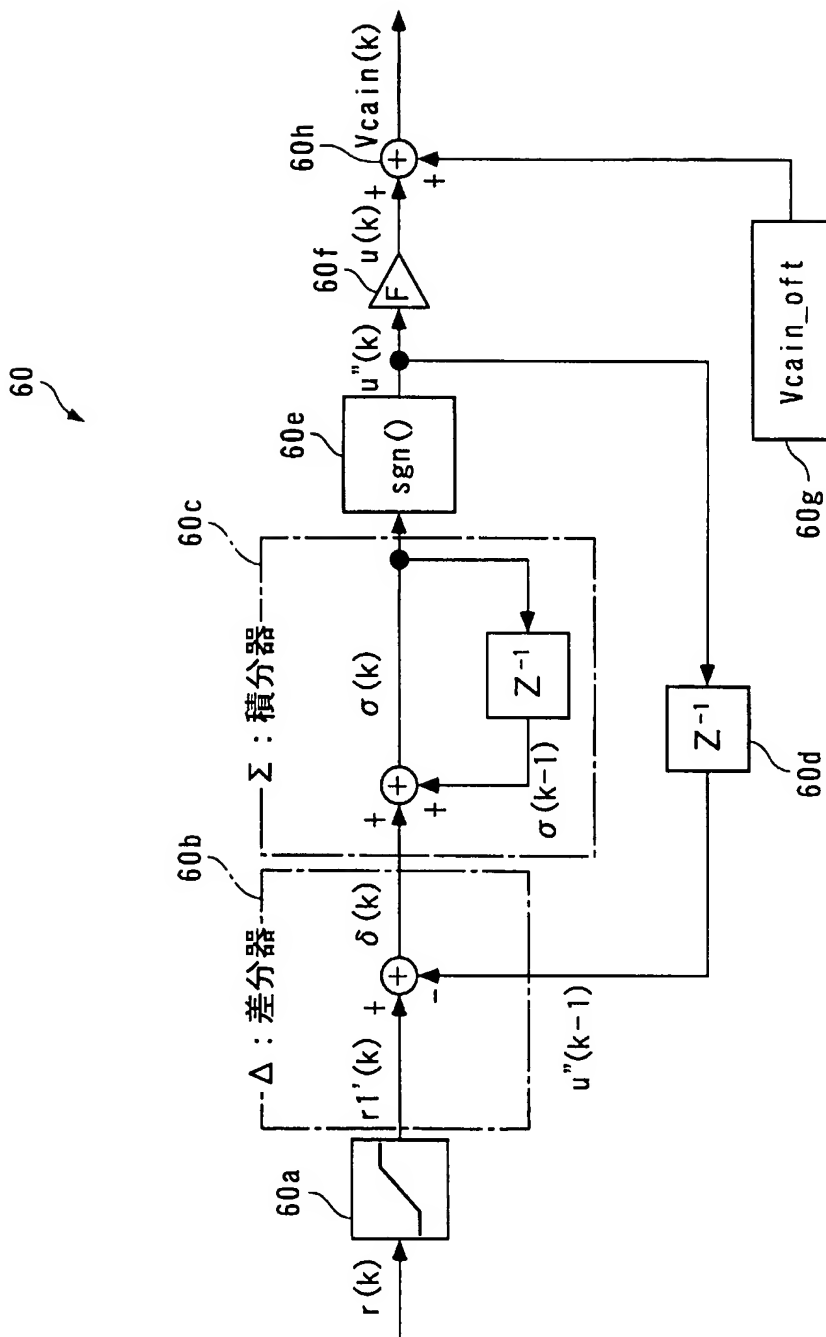 60
r(k)
60a
r1'(k)
Δ：差分器
60b
+
+
-
δ(k)
u"(k-1)
Σ：積分器
60c
+
+
+
σ(k)
σ(k-1)
Z⁻¹
60e
sgn()
u"(k)
Z⁻¹
60d
60f
F
u(k)
+
+
+
60h
Vcain(k)
Vcain_oft
60g